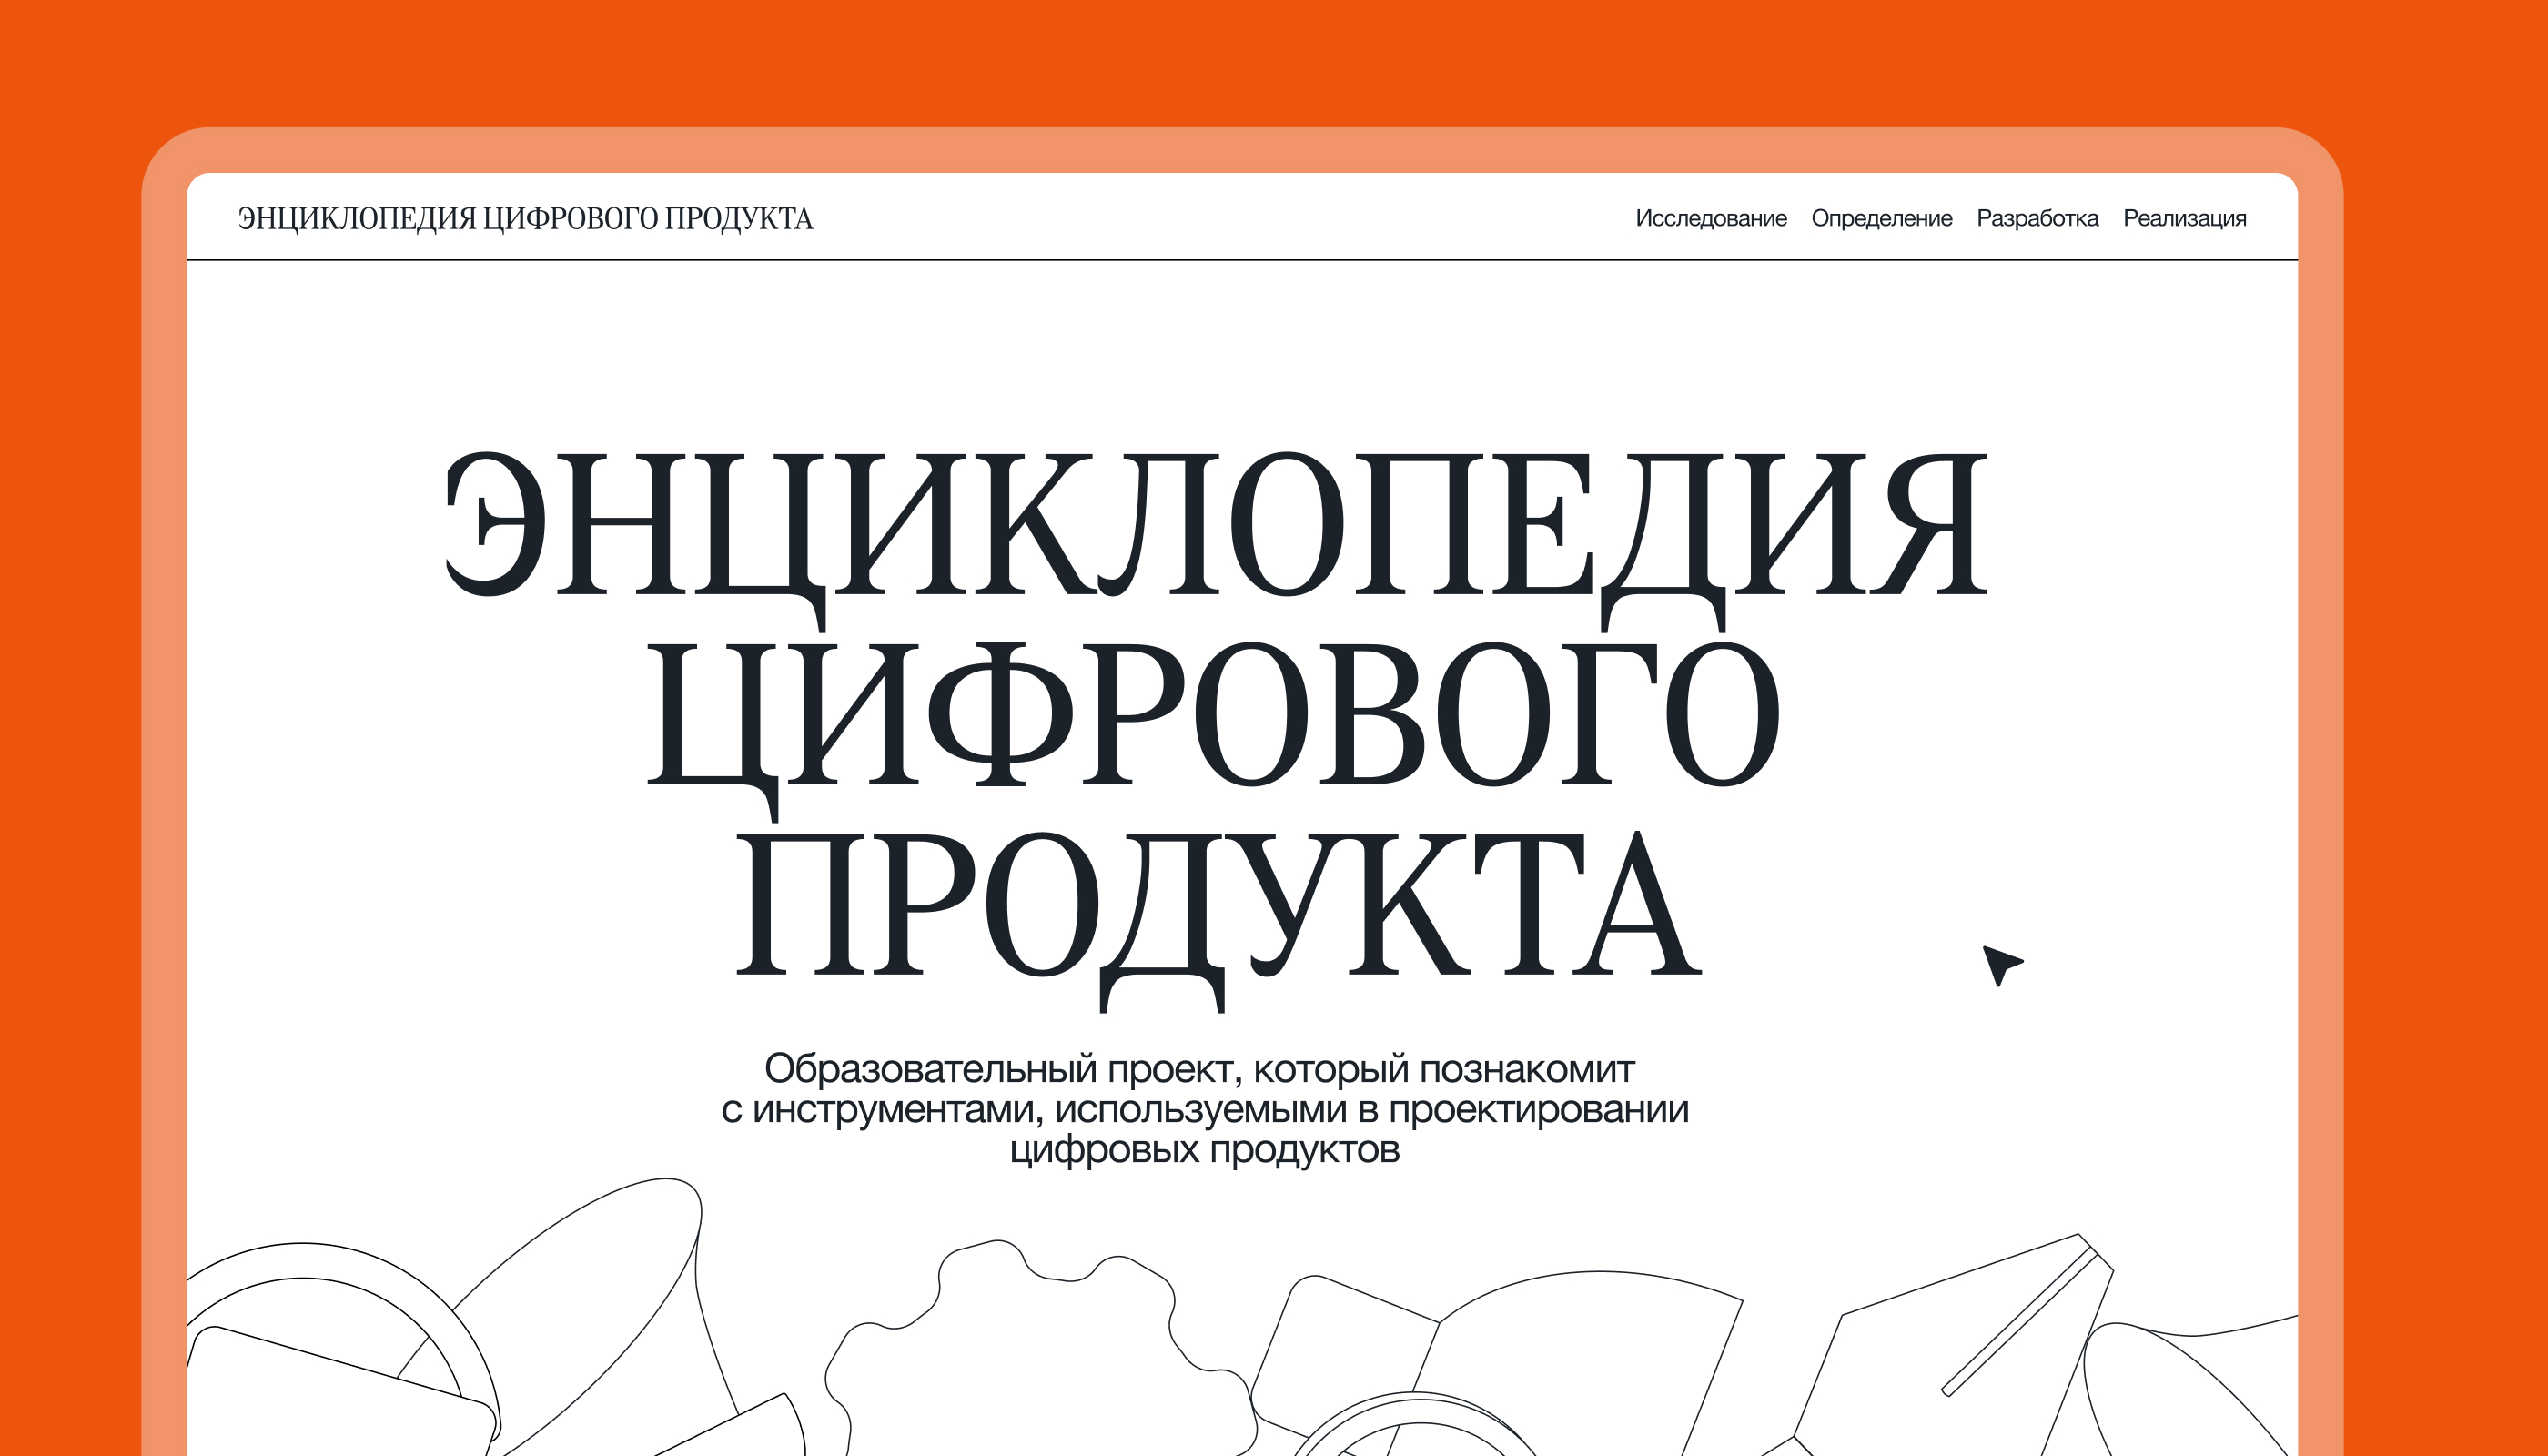 ЭНЦИКЛОПЕДИЯ ЦИФРОВОГО ПРОДУКТА
Исследование Определение Разработка Реализация
ЭНЦИКЛОПЕДИЯ
ЦИФРОВОГО
ПРОДУКТА
Образовательный проект, который познакомит
с инструментами, используемыми в проектировании
цифровых продуктов